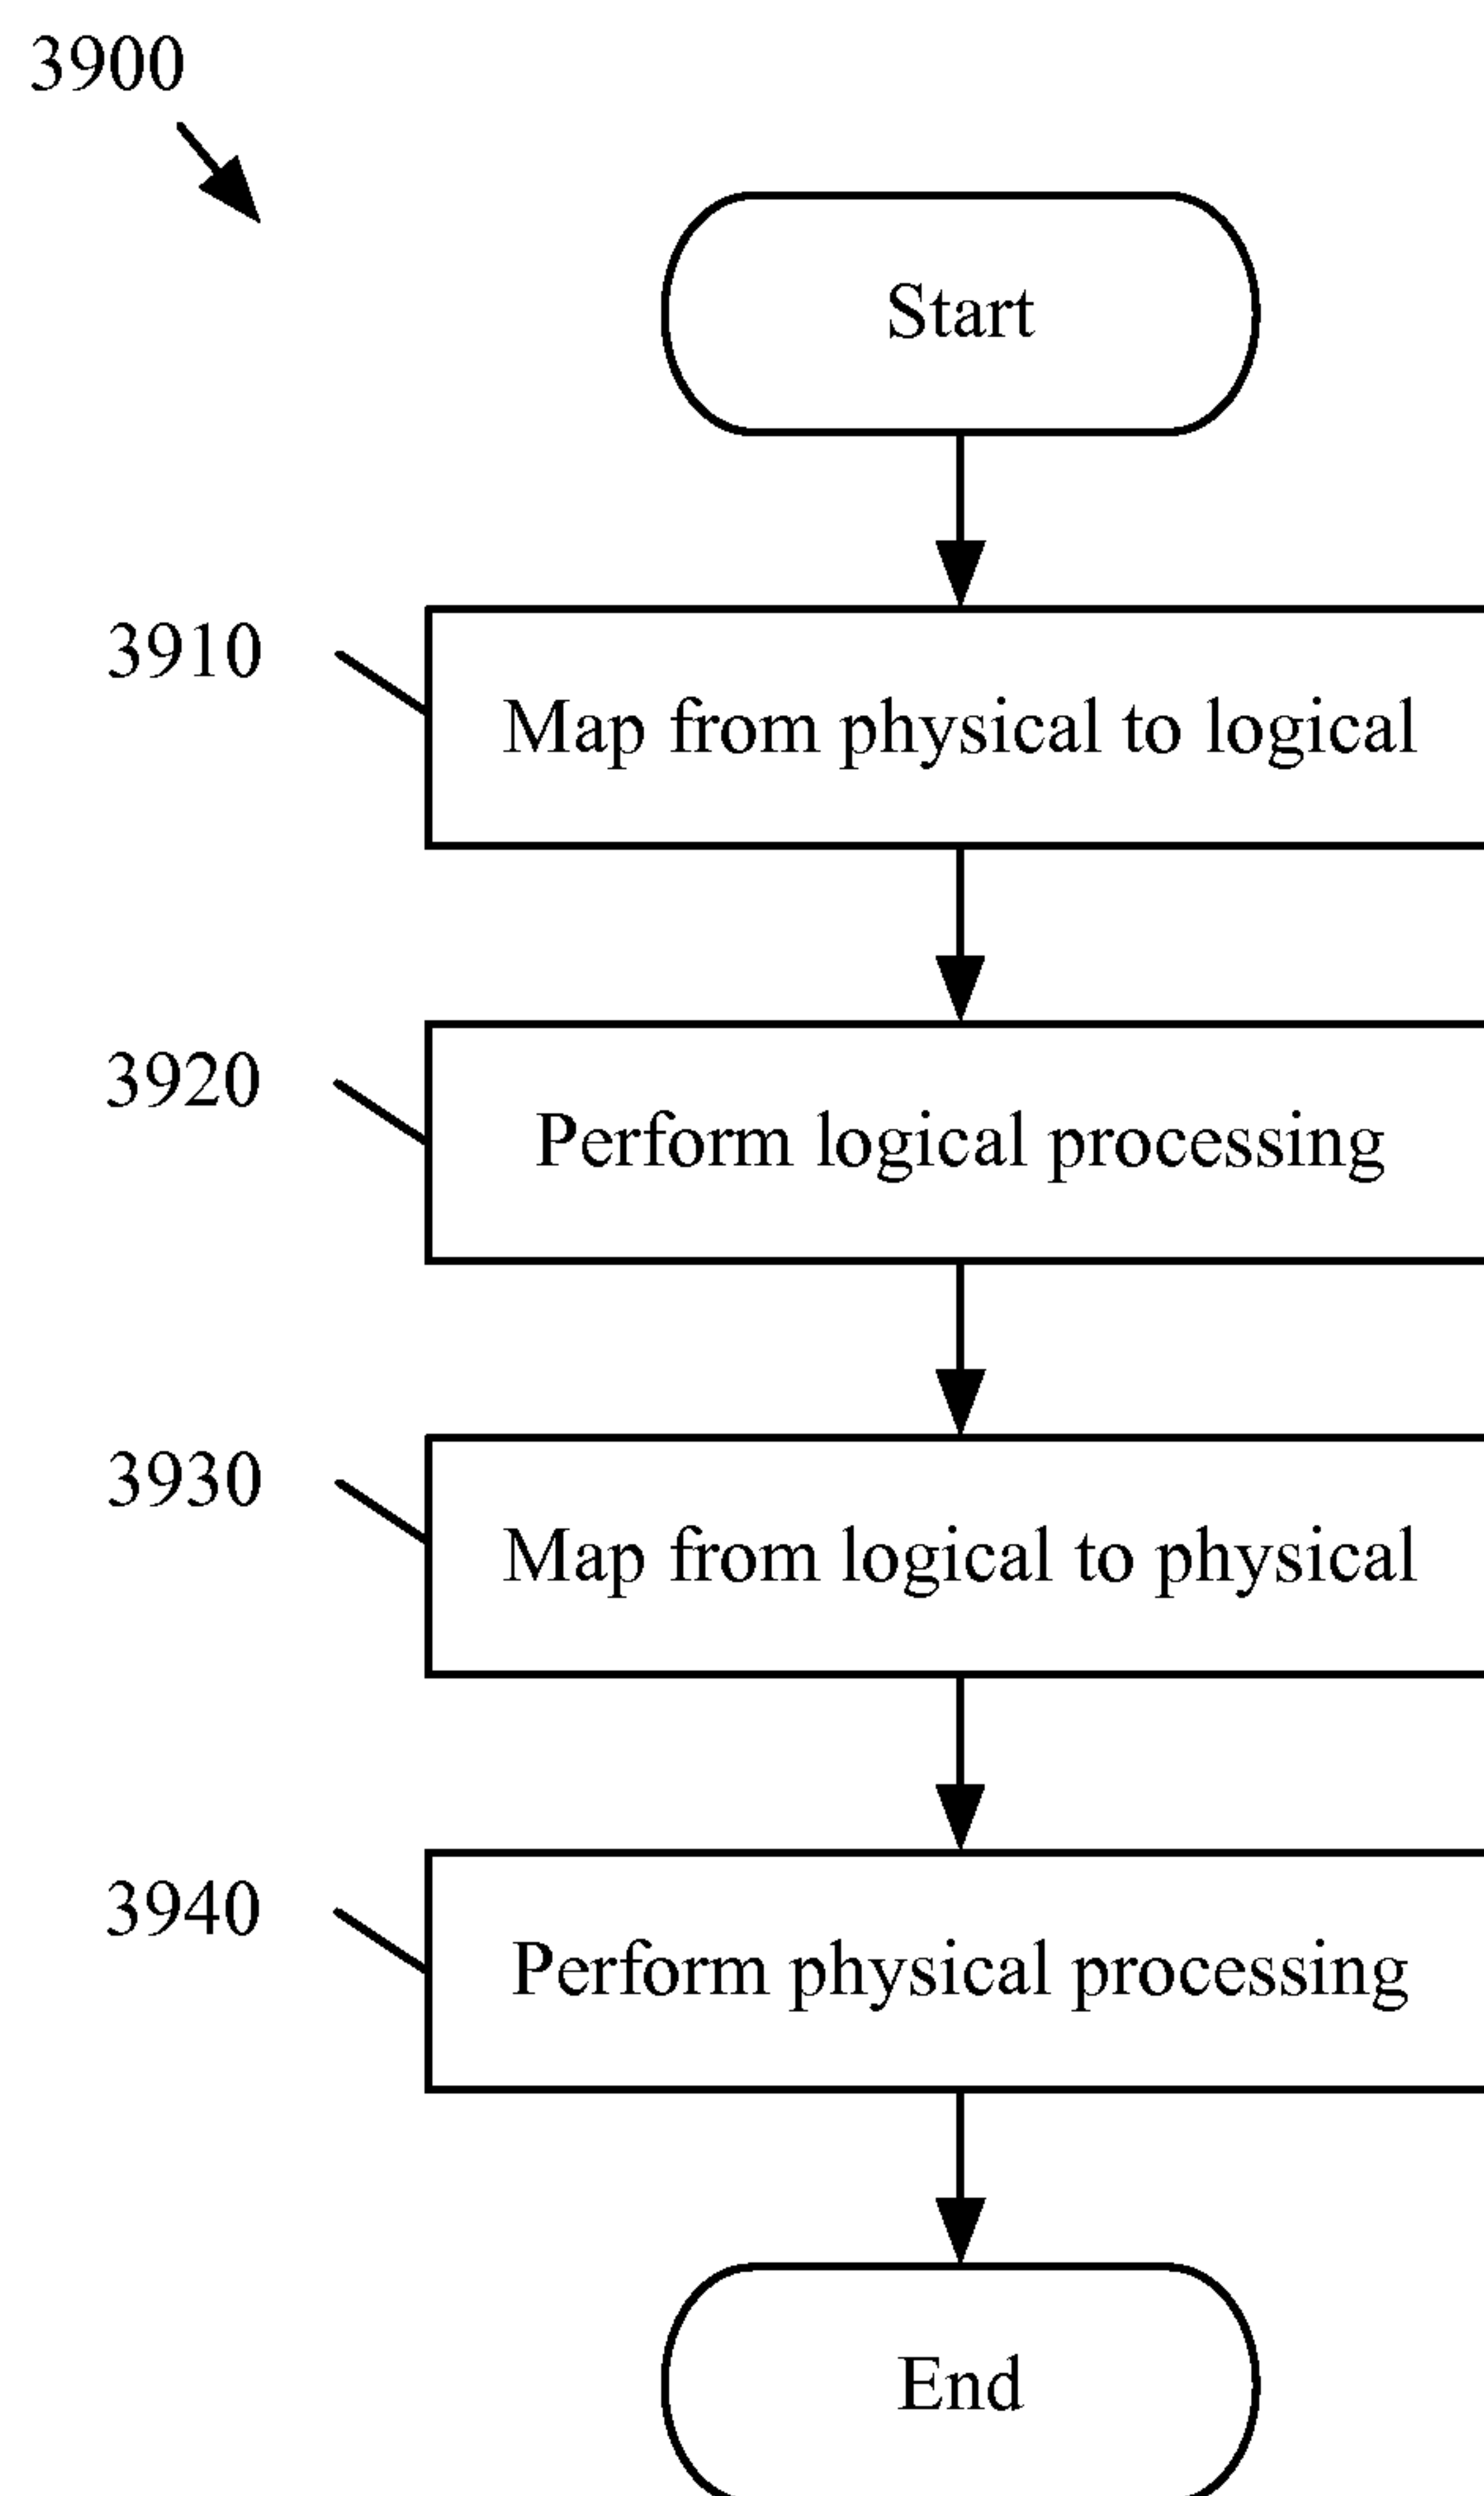 3900
Start
3910
Map from physical to logical
3920
Perform logical processing
3930
Map from logical to physical
3940
Perform physical processing
End